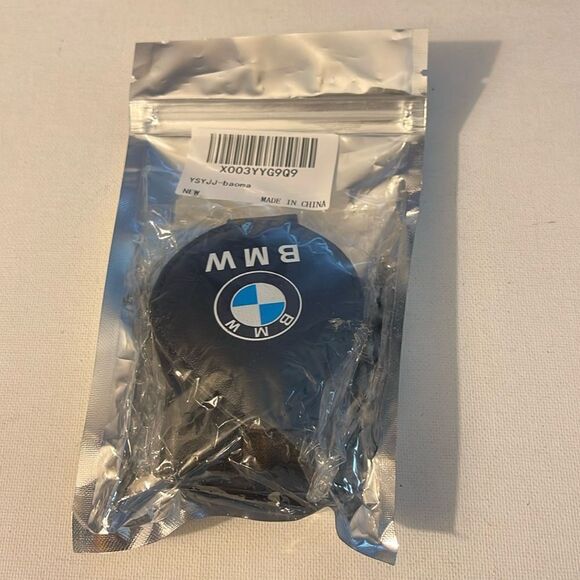 X003YYG9Q9
YSYJJ-baoma
NEW
MADE IN CHINA
BMW
BMW